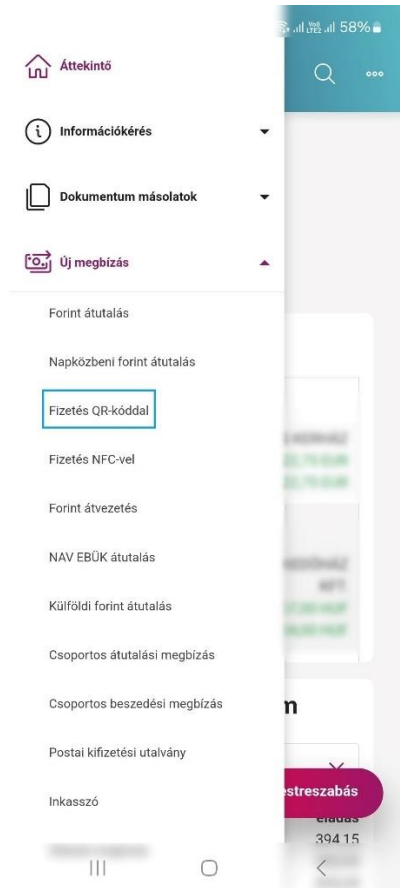 58%
Áttekintő
Információkérés
Dokumentum másolatok
Új megbízás
Forint átutalás
Napközbeni forint átutalás
Fizetés QR-kóddal
Fizetés NFC-vel
Forint átvezetés
NAV EBÜK átutalás
Külföldi forint átutalás
Csoportos átutalási megbízás
Csoportos beszedési megbízás
m
Postai kifizetési utalvány
estreszabás
Inkasszó
eladás
394.15